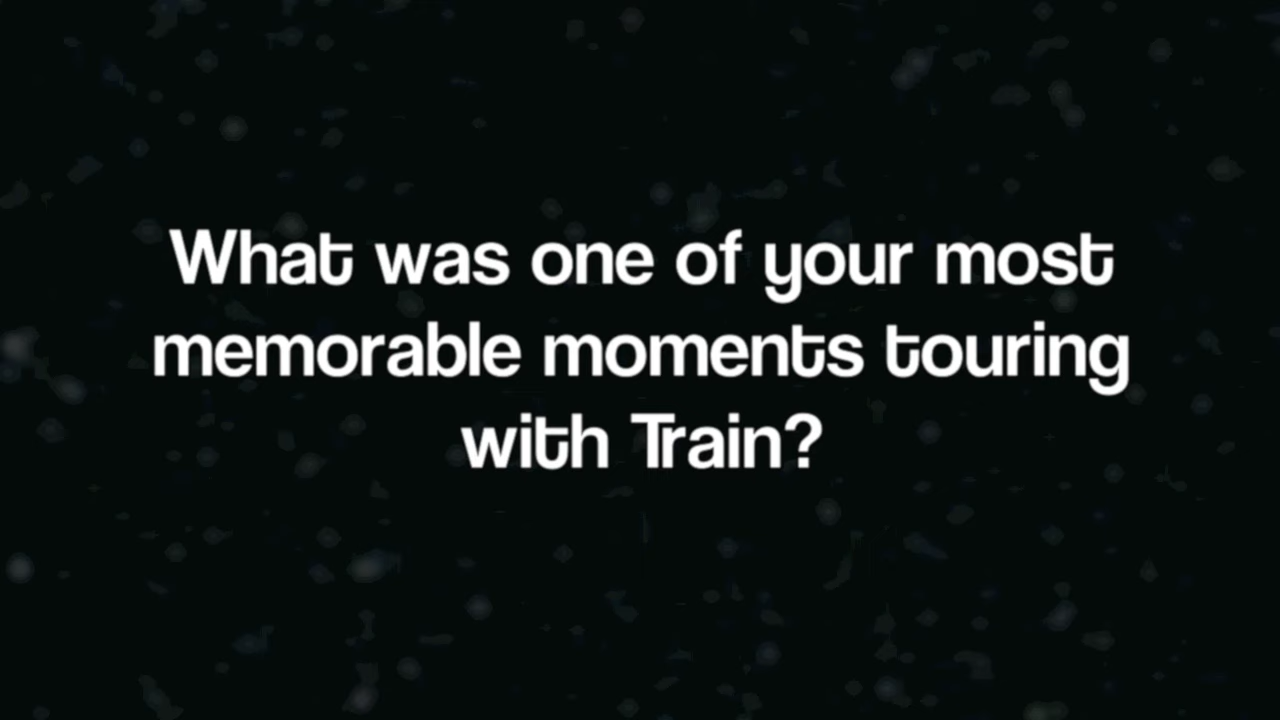 What was one of your most
memorable moments touring
with Train?